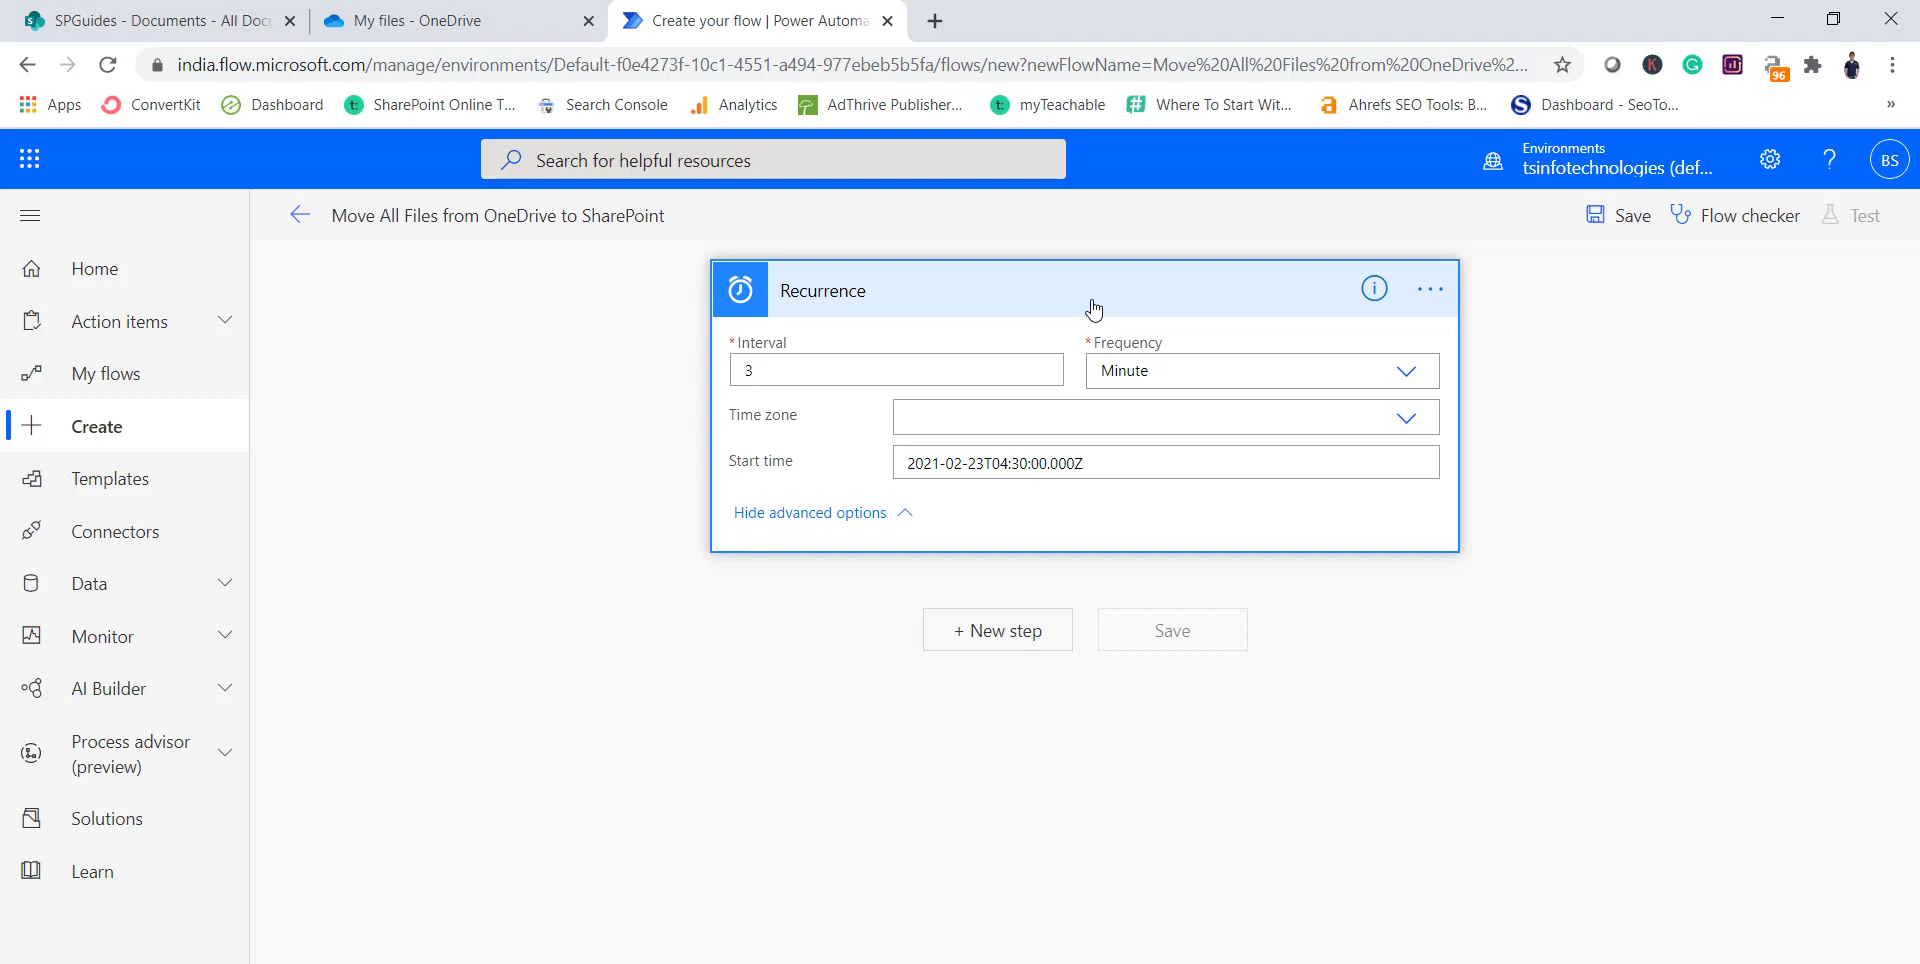 SPGuides - Documents - All Docu
My files - OneDrive
Create your flow | Power Automa
india.flow.microsoft.com/manage/environments/Default-f0e4273f-10c1-4551-a494-977ebeb5b5fa/flows/new?newFlowName=Move%20All%20Files%20from%20OneDrive%2...
96
Apps
ConvertKit
Dashboard
SharePoint Online T...
Search Console
Analytics
AdThrive Publisher...
myTeachable
Where To Start Wit...
Ahrefs SEO Tools: B...
Dashboard - SeoTo...
»
Search for helpful resources
Environments
tsinfotechnologies (def...
BS
Move All Files from OneDrive to SharePoint
Save
Flow checker
Test
Home
Action items
My flows
Create
Templates
Connectors
Data
Monitor
AI Builder
Process advisor
(preview)
Solutions
Learn
Recurrence
* Interval
* Frequency
3
Minute
Time zone
Start time
2021-02-23T04:30:00.000Z
Hide advanced options
+ New step
Save